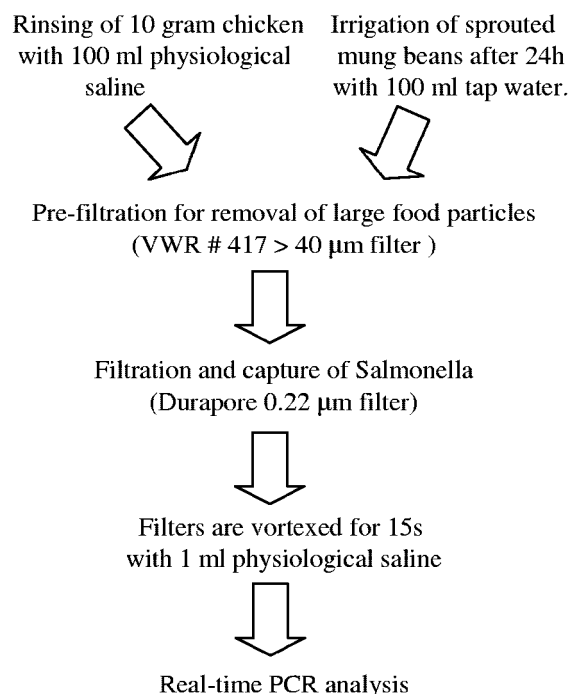 Rinsing of 10 gram chicken
with 100 ml physiological
saline
Irrigation of sprouted
mung beans after 24h
with 100 ml tap water.
Pre-filtration for removal of large food particles
(VWR # 417 > 40 μm filter )
Filtration and capture of Salmonella
(Durapore 0.22 μm filter)
Filters are vortexed for 15s
with 1 ml physiological saline
Real-time PCR analysis